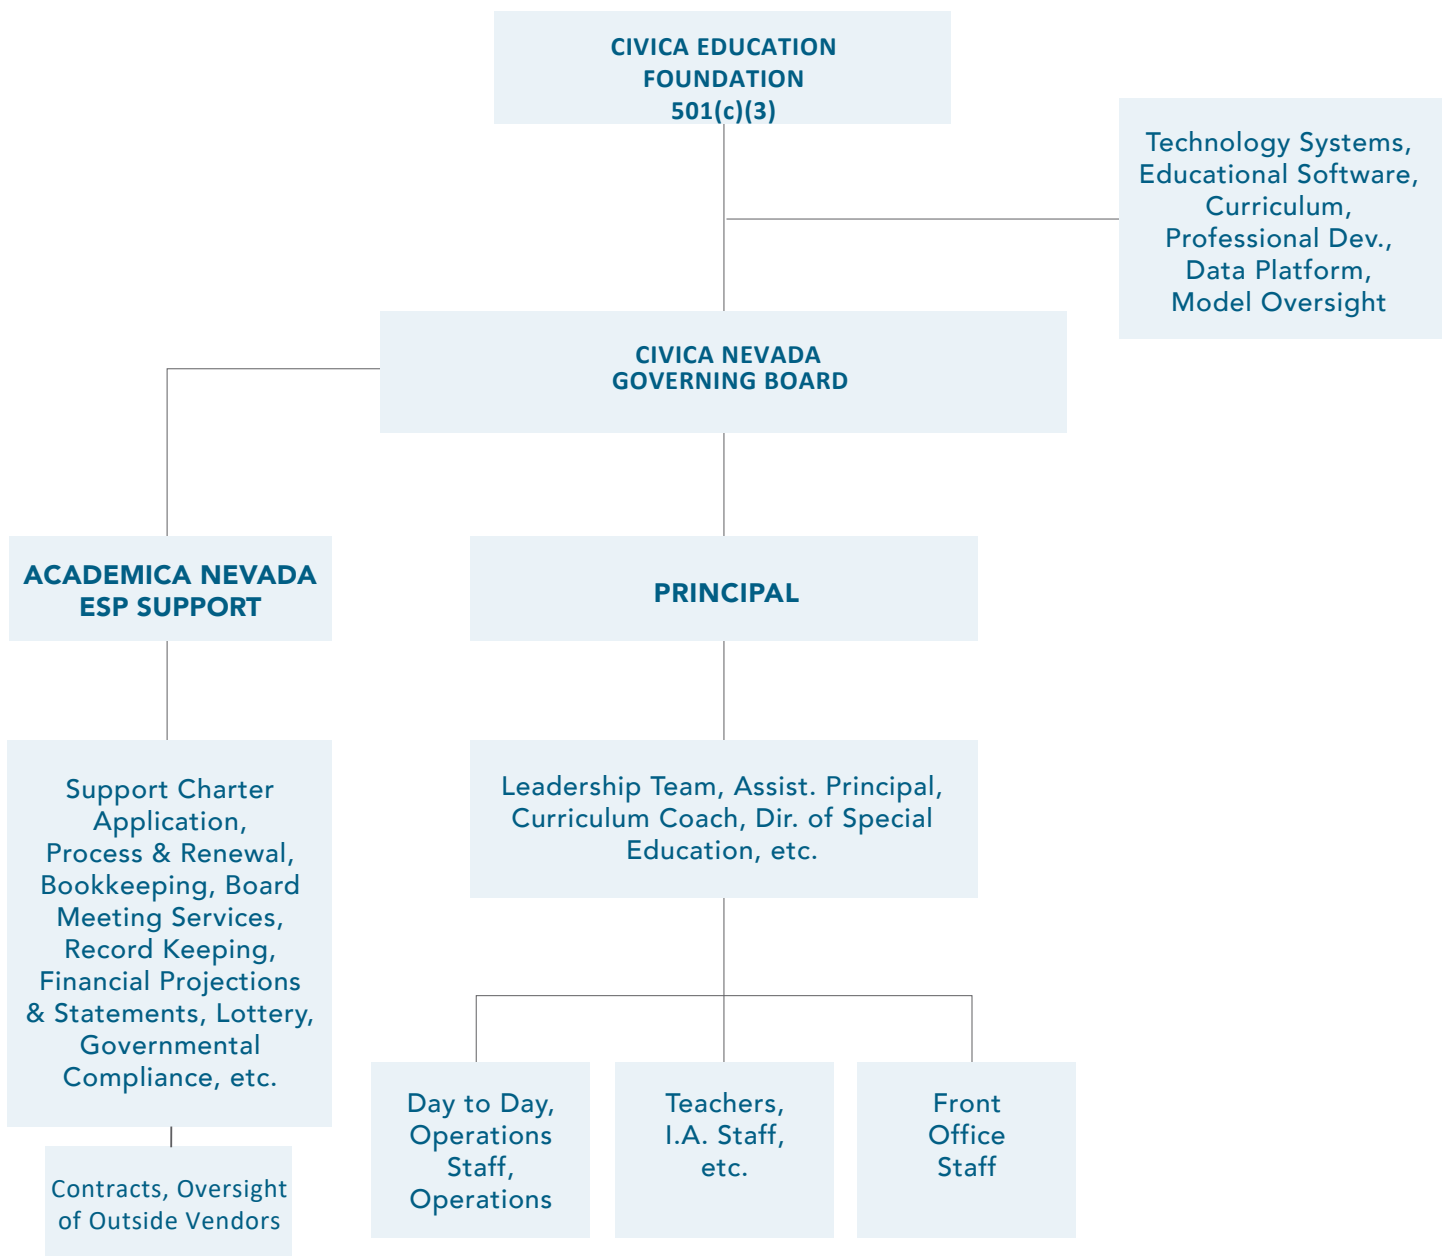 CIVICA EDUCATION
FOUNDATION
501(c)(3)
Technology Systems,
Educational Software,
Curriculum,
Professional Dev.,
Data Platform,
Model Oversight
CIVICA NEVADA
GOVERNING BOARD
ACADEMICA NEVADA
ESP SUPPORT
PRINCIPAL
Support Charter
Application,
Process & Renewal,
Bookkeeping, Board
Meeting Services,
Record Keeping,
Financial Projections
& Statements, Lottery,
Governmental
Compliance, etc.
Leadership Team, Assist. Principal,
Curriculum Coach, Dir. of Special
Education, etc.
Contracts, Oversight
of Outside Vendors
Day to Day,
Operations
Staff,
Operations
Teachers,
I.A. Staff,
etc.
Front
Office
Staff